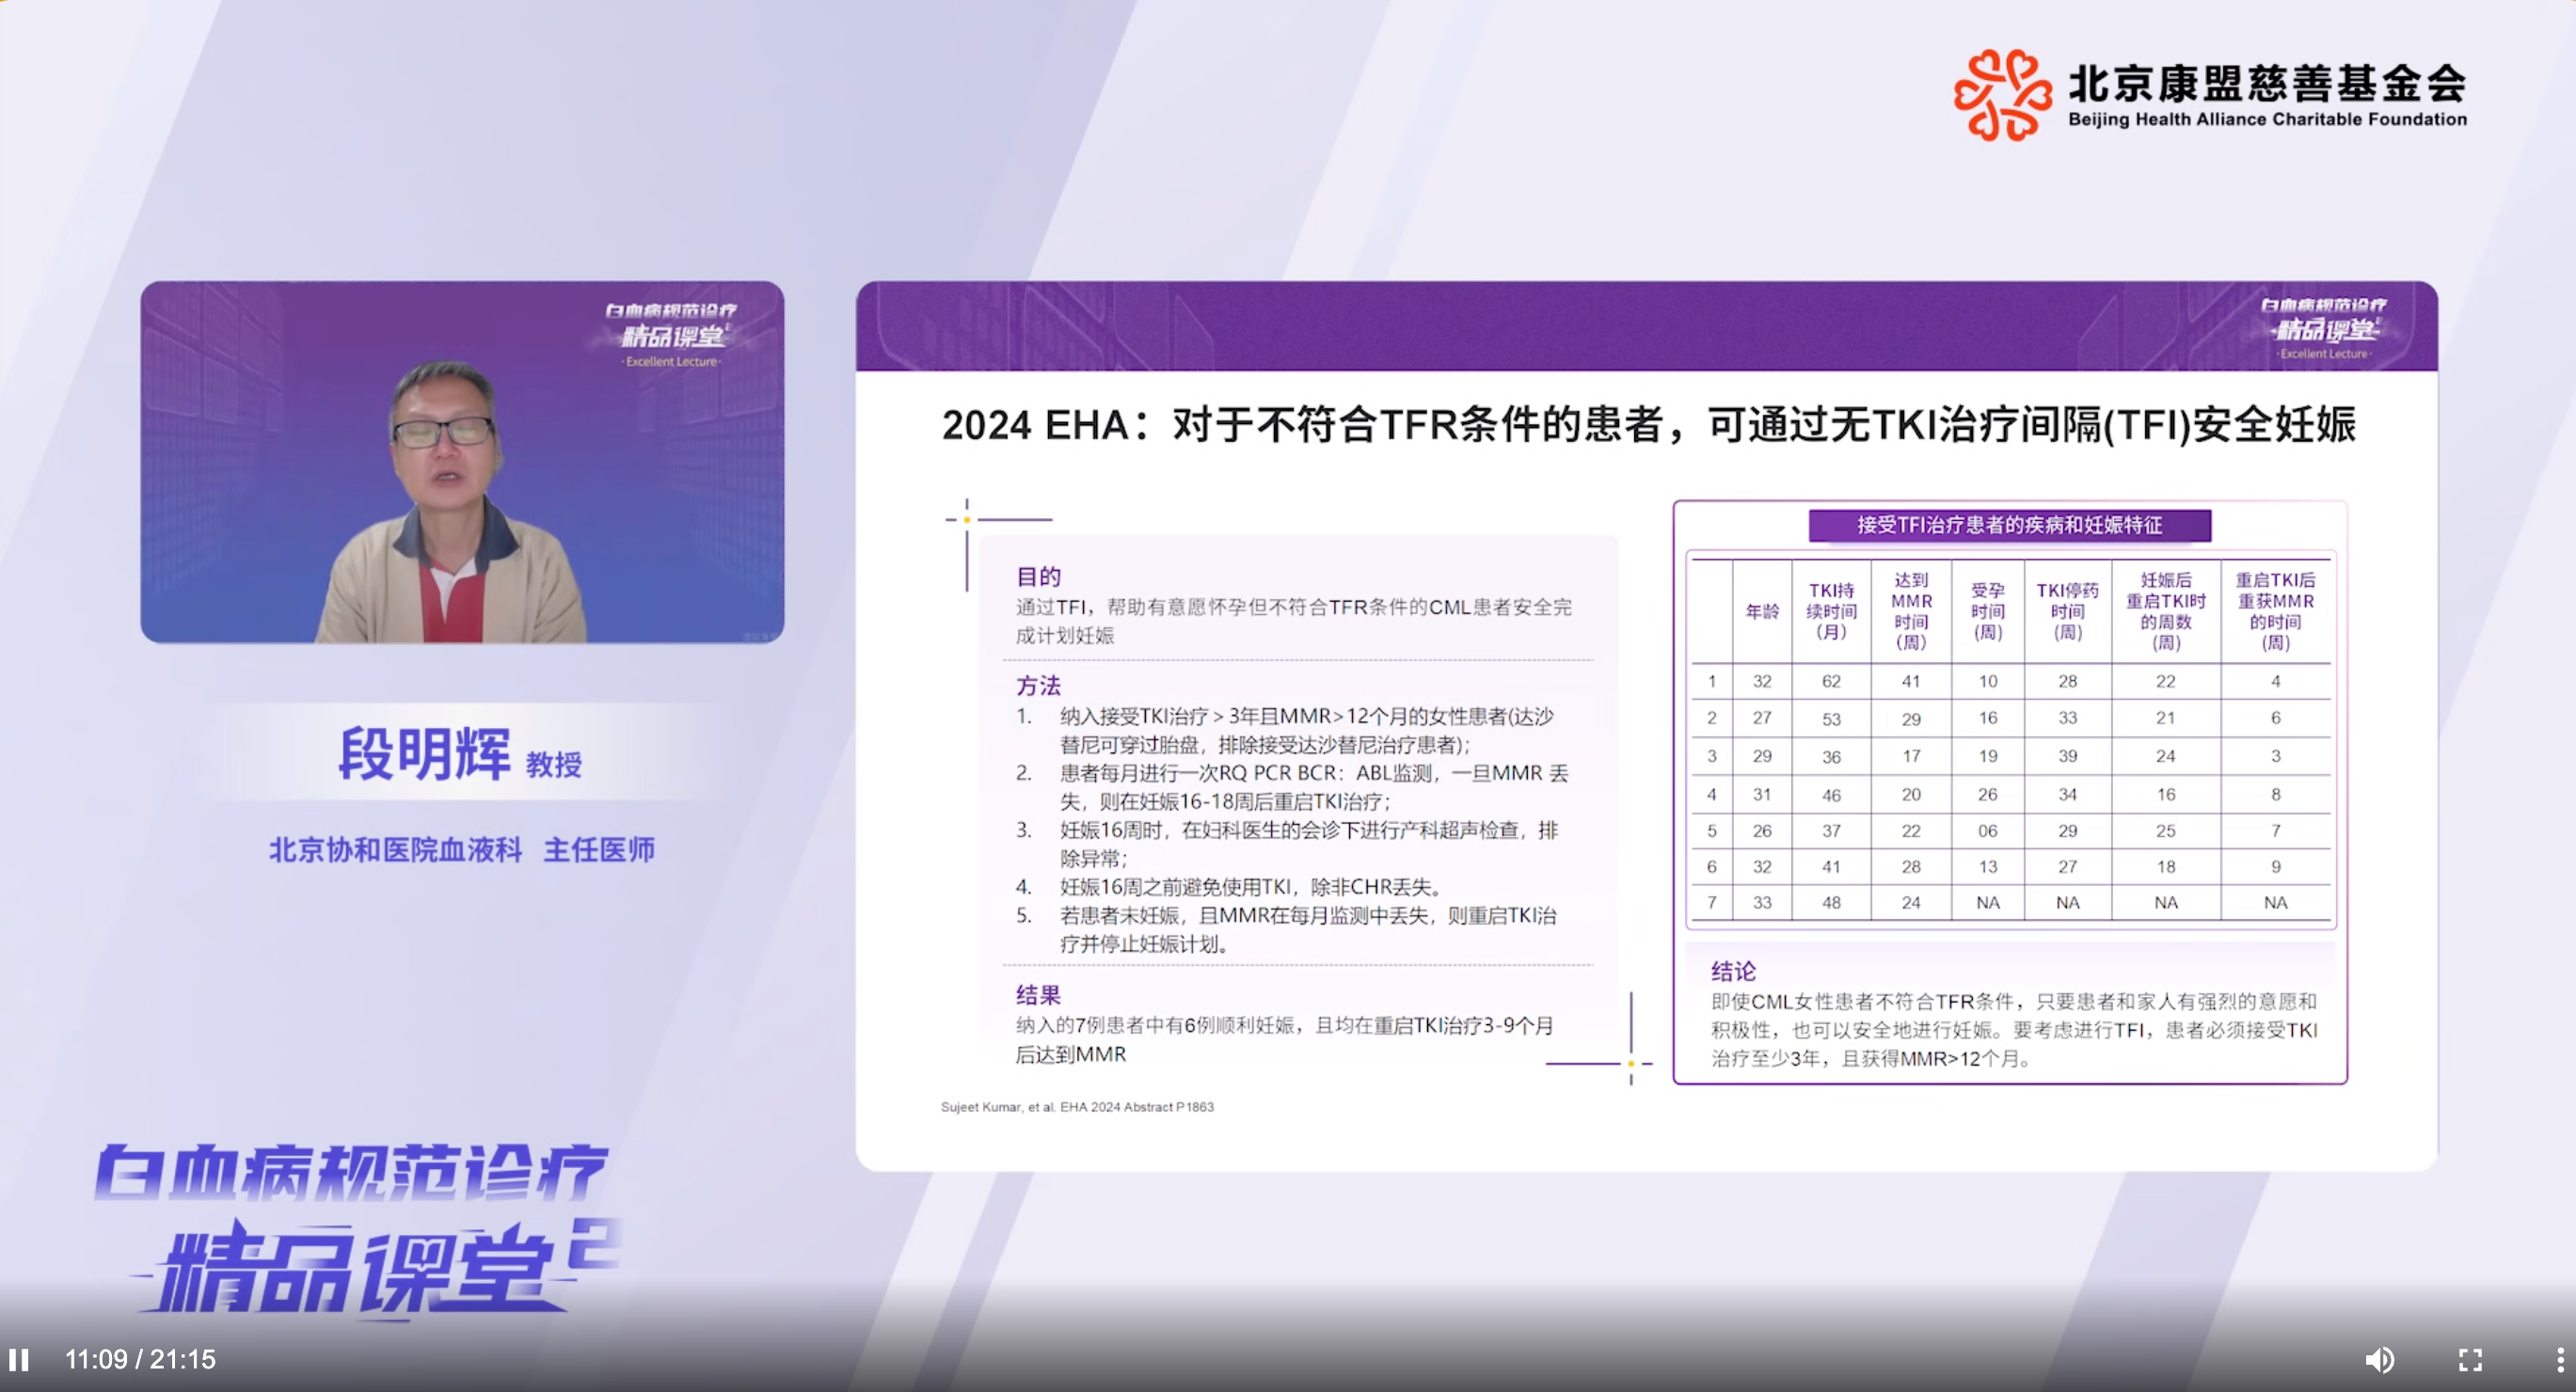 北京康盟慈善基金会
Beijing Health Alliance Charitable Foundation
白血病规范诊疗
精品课堂2
·Excellent Lecture·
段明辉 教授
北京协和医院血液科 主任医师
白血病规范诊疗
精品课堂2
白血病规范诊疗
精品课堂2
·Excellent Lecture·
2024 EHA：对于不符合TFR条件的患者，可通过无TKI治疗间隔(TFI)安全妊娠
目的
通过TFI，帮助有意愿怀孕但不符合TFR条件的CML患者安全完
成计划妊娠
方法
1. 纳入接受TKI治疗＞3年且MMR>12个月的女性患者(达沙
替尼可穿过胎盘，排除接受达沙替尼治疗患者)；
2. 患者每月进行一次RQ PCR BCR：ABL监测，一旦MMR 丢
失，则在妊娠16-18周后重启TKI治疗；
3. 妊娠16周时，在妇科医生的会诊下进行产科超声检查，排
除异常；
4. 妊娠16周之前避免使用TKI，除非CHR丢失。
5. 若患者未妊娠，且MMR在每月监测中丢失，则重启TKI治
疗并停止妊娠计划。
结果
纳入的7例患者中有6例顺利妊娠，且均在重启TKI治疗3-9个月
后达到MMR
Sujeet Kumar, et al. EHA 2024 Abstract P1863
接受TFI治疗患者的疾病和妊娠特征
年龄 TKI持续时间（月） 达到MMR时间（周） 受孕时间（周） TKI停药时间（周） 妊娠后重启TKI时的周数（周） 重启TKI后重获MMR的时间（周）
1 32 62 41 10 28 22 4
2 27 53 29 16 33 21 6
3 29 36 17 19 39 24 3
4 31 46 20 26 34 16 8
5 26 37 22 06 29 25 7
6 32 41 28 13 27 18 9
7 33 48 24 NA NA NA NA
结论
即使CML女性患者不符合TFR条件，只要患者和家人有强烈的意愿和
积极性，也可以安全地进行妊娠。要考虑进行TFI，患者必须接受TKI
治疗至少3年，且获得MMR>12个月。
11:09 / 21:15